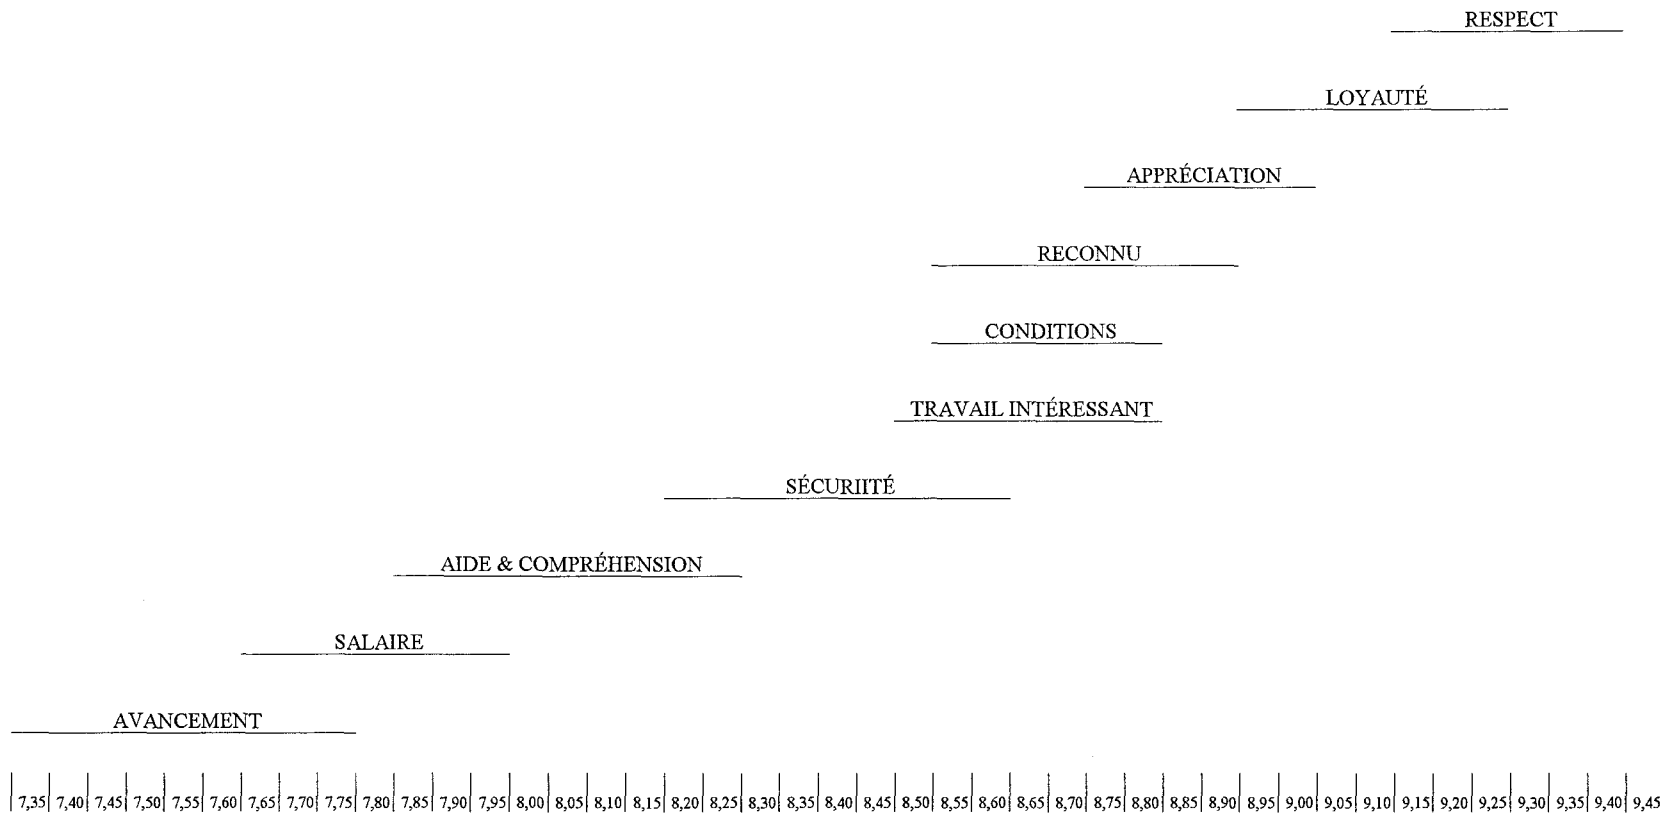 RESPECT
LOYAUTÉ
APPRÉCIATION
RECONNU
CONDITIONS
TRAVAIL INTÉRESSANT
SÉCURIITÉ
AIDE & COMPRÉHENSION
SALAIRE
AVANCEMENT
7,35 7,40 7,45 7,50 7,55 7,60 7,65 7,70 7,75 7,80 7,85 7,90 7,95 8,00 8,05 8,10 8,15 8,20 8,25 8,30 8,35 8,40 8,45 8,50 8,55 8,60 8,65 8,70 8,75 8,80 8,85 8,90 8,95 9,00 9,05 9,10 9,15 9,20 9,25 9,30 9,35 9,40 9,45